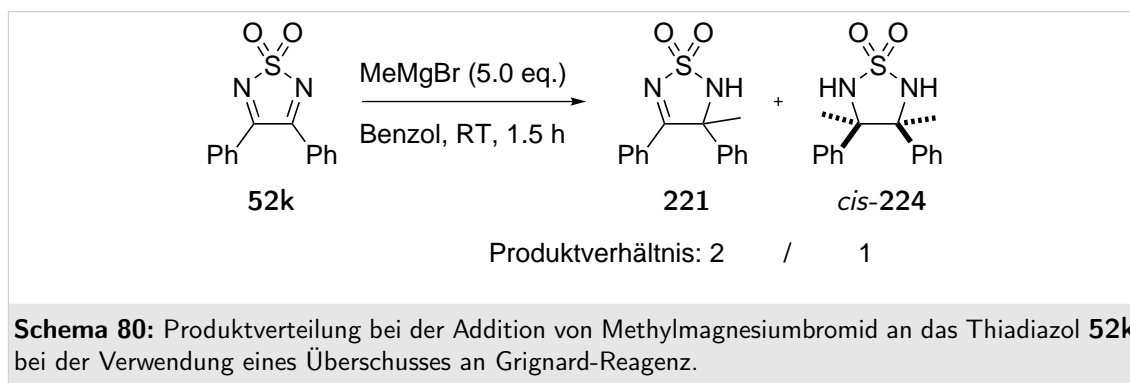 O O O O O O
S S S
N N N NH HN NH
MeMgBr (5.0 eq.)
Benzol, RT, 1.5 h
+
Ph Ph Ph Ph Ph Ph
52k 221 cis-224
Produktverhältnis: 2 / 1
Schema 80: Produktverteilung bei der Addition von Methylmagnesiumbromid an das Thiadiazol 52k
bei der Verwendung eines Überschusses an Grignard-Reagenz.